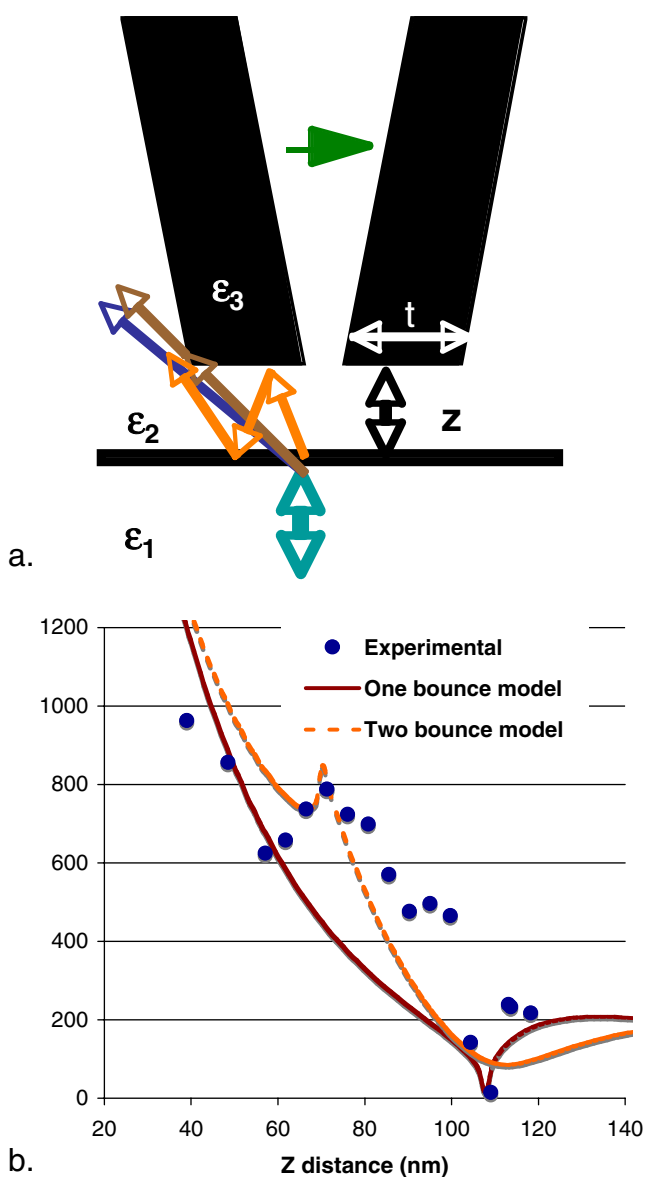 ε3
t
ε2
z
ε1
a.
1200
Experimental
1000
One bounce model
800
Two bounce model
600
400
200
0
20 40 60 80 100 120 140
b.
Z distance (nm)